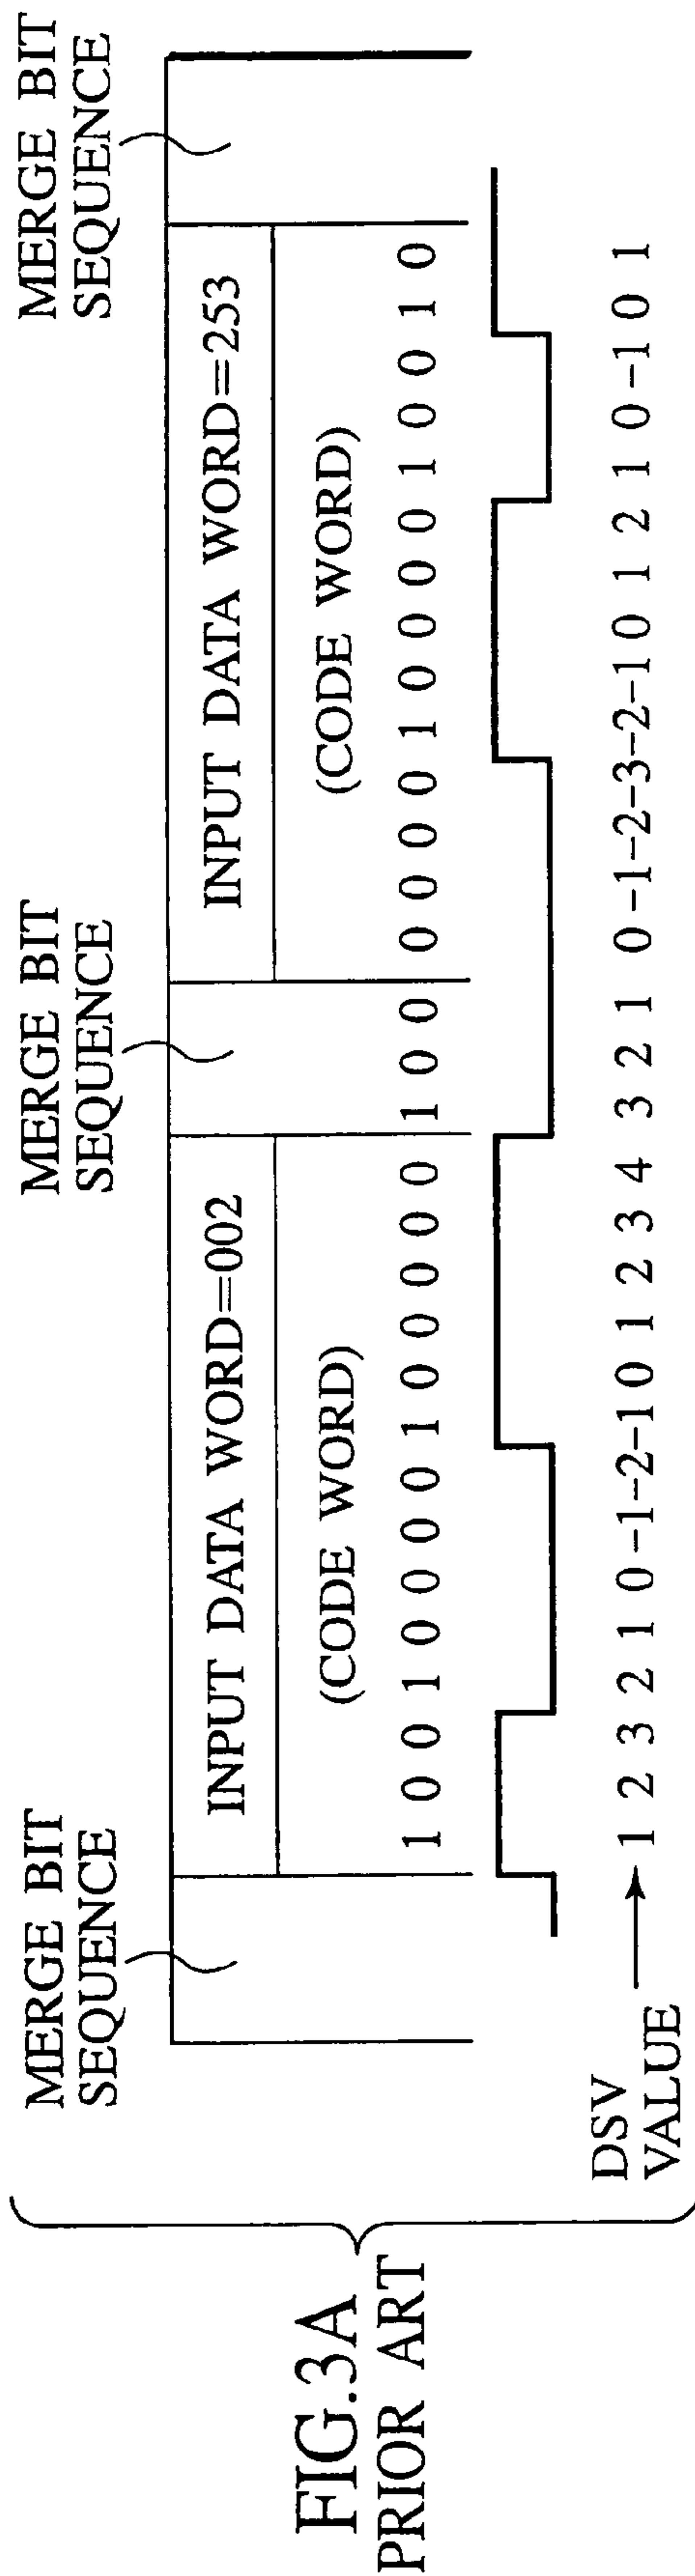 MERGE BIT
SEQUENCE
MERGE BIT
SEQUENCE
MERGE BIT
SEQUENCE
INPUT DATA WORD=002
INPUT DATA WORD=253
(CODE WORD)
(CODE WORD)
1 0 0 1 0 0 0 0 1 0 0 0 0 0 1 0 0 0 0 0 0 1 0 0 0 0 1 0 0 1 0
DSV
VALUE
1 2 3 2 1 0 −1−2−1 0 1 2 3 4 3 2 1 0 −1−2−3−2−1 0 1 2 1 0 −1 0 1
FIG.3A
PRIOR ART